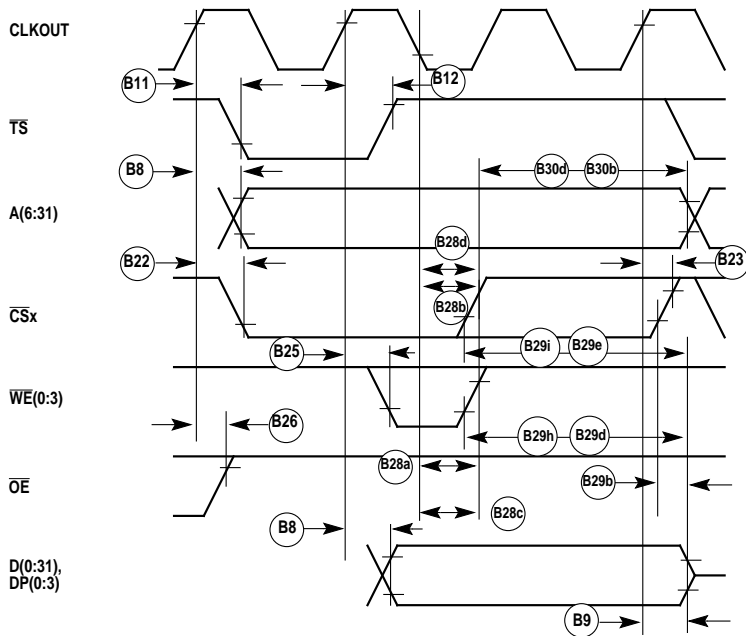 CLKOUT
B11
B12
TS
B8
B30d
B30b
A(6:31)
B28d
B22
B23
CSx
B28b
B25
B29i
B29e
WE(0:3)
B26
B29h
B29d
B28a
B29b
OE
B28c
B8
D(0:31),
DP(0:3)
B9